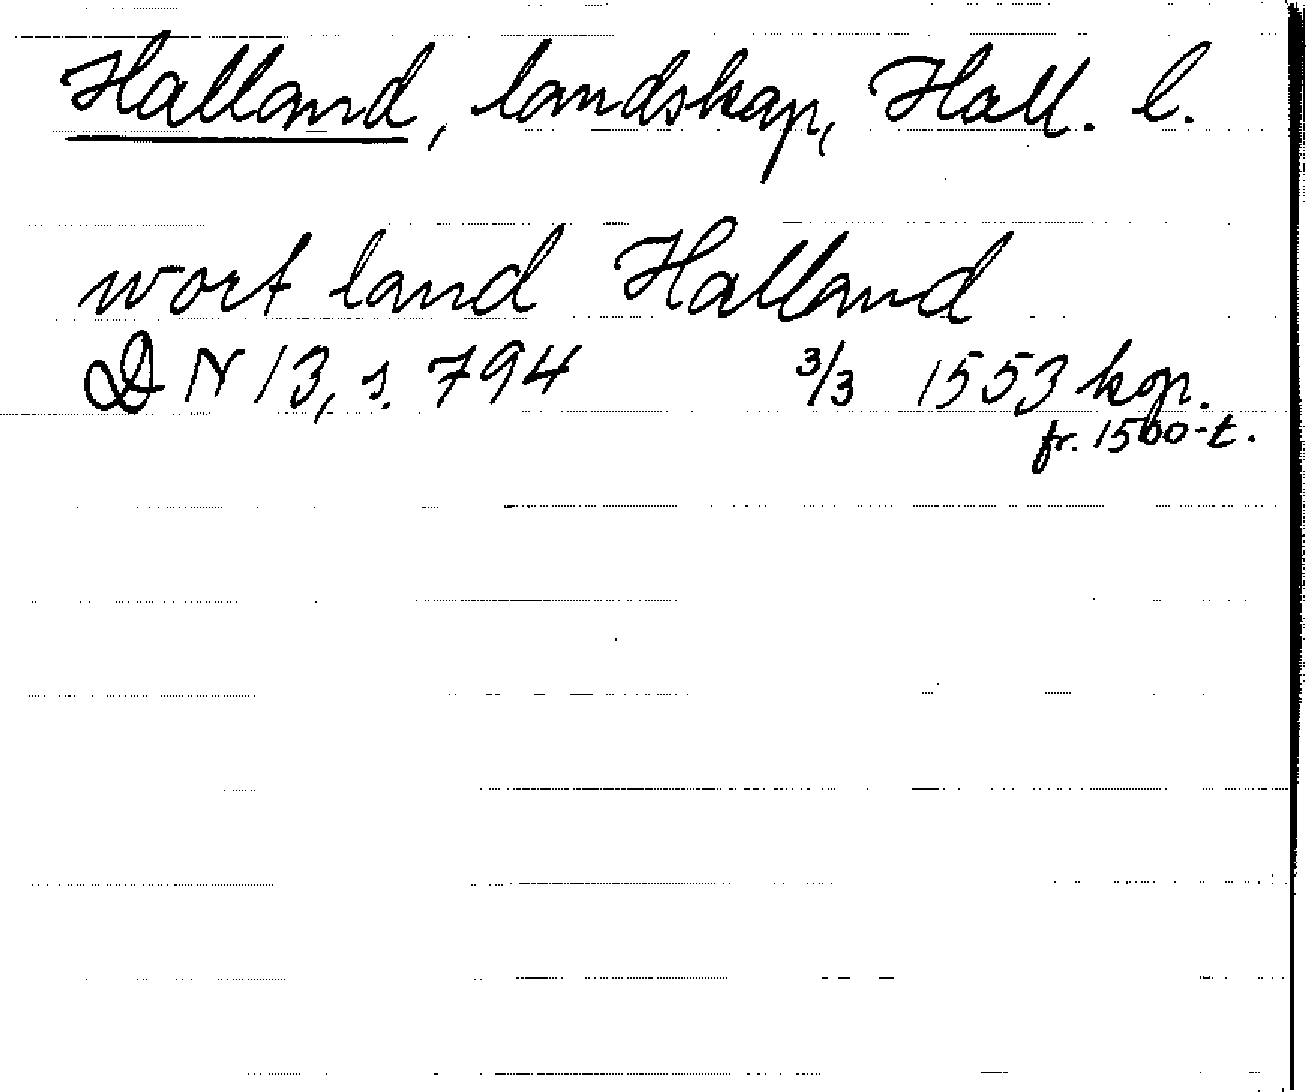 Halland, landskap, Hall. l.
wort land Halland
DN 13, s. 794 3/3 1553 kop.
fr. 1500-t.